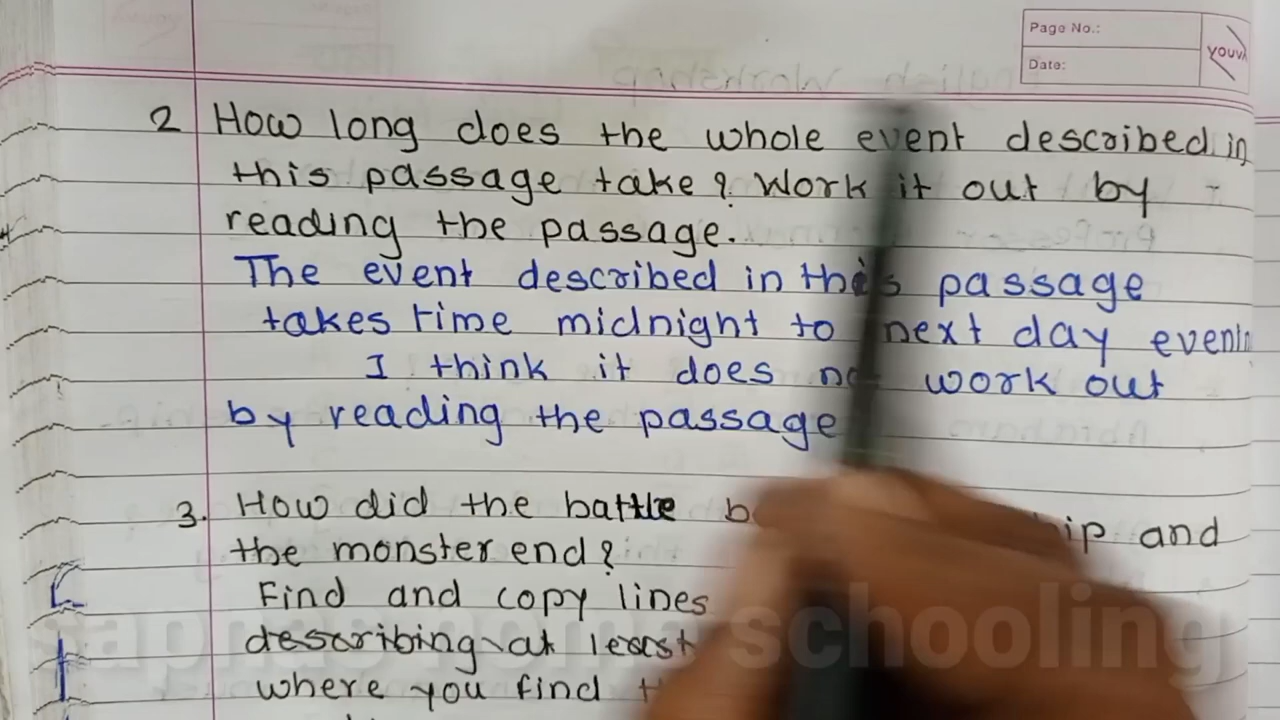 Page No.:
Date:
YOUVA
2 How long does the whole event described in
this passage take? Work it out by -
reading the passage.
The event described in this passage
takes time midnight to next day evenin
I think it does not work out
by reading the passage
3. How did the battle b ip and
the monster end?
Find and copy lines
describing at least
where you find
sapnas home schooling